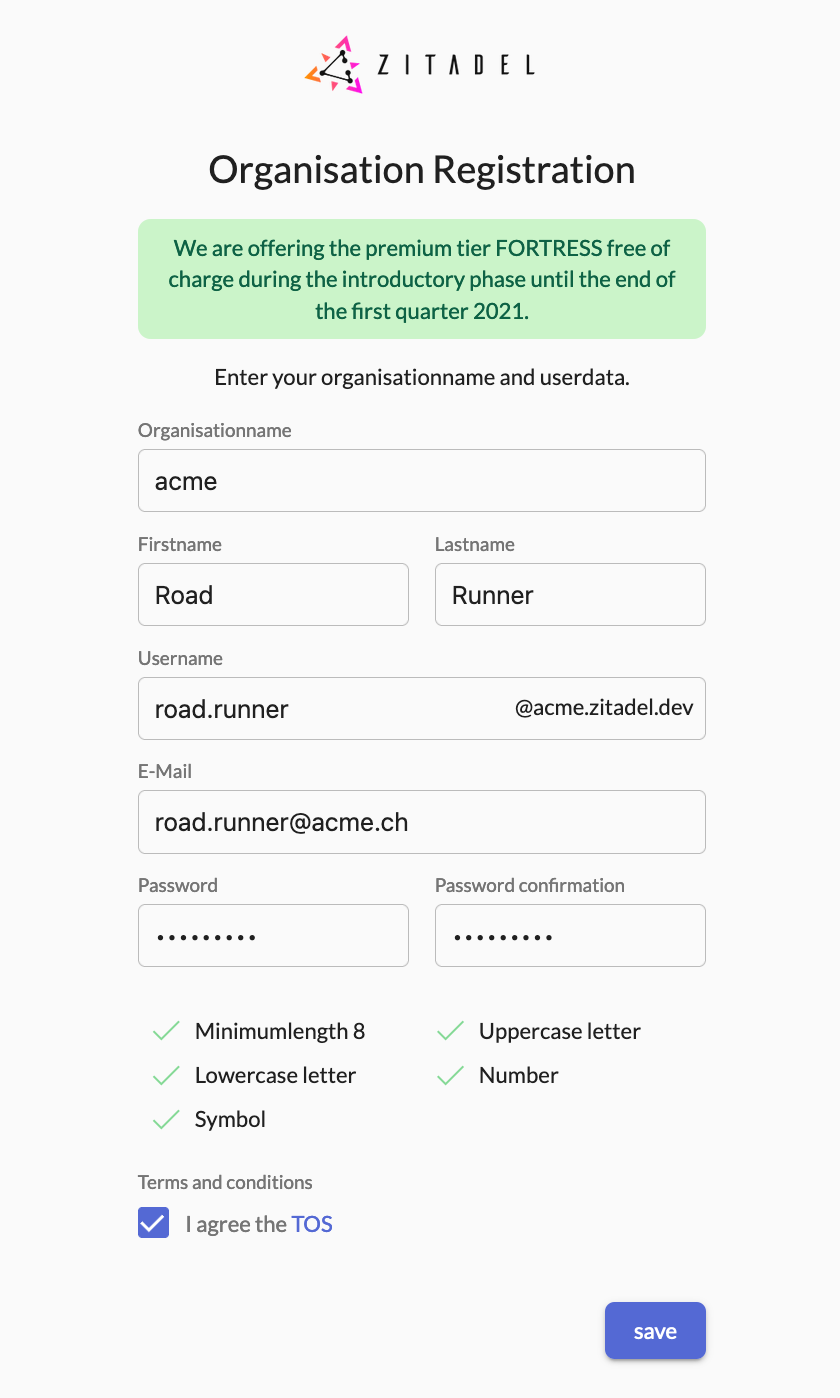 ZITADEL
Organisation Registration
We are offering the premium tier FORTRESS free of
charge during the introductory phase until the end of
the first quarter 2021.
Enter your organisationname and userdata.
Organisationname
acme
Firstname Lastname
Road Runner
Username
road.runner @acme.zitadel.dev
E-Mail
road.runner@acme.ch
Password Password confirmation
••••••••• •••••••••
Minimumlength 8 Uppercase letter
Lowercase letter Number
Symbol
Terms and conditions
I agree the TOS
save